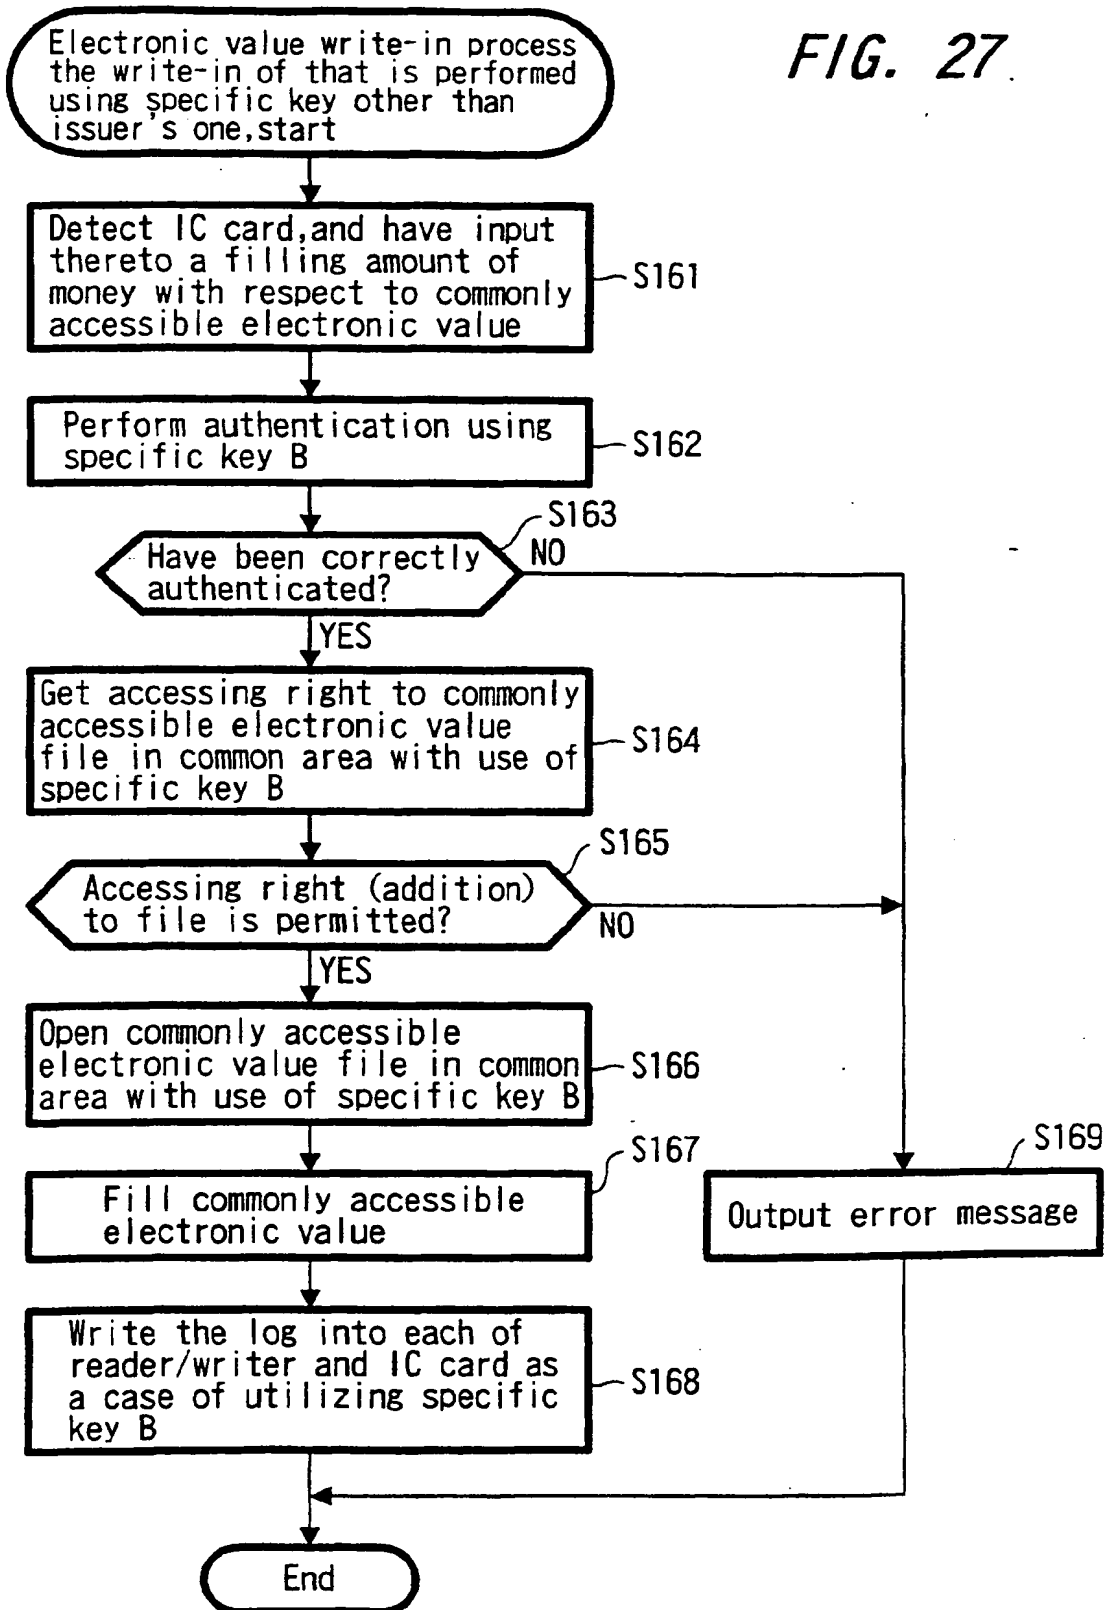 FIG. 27
Electronic value write-in process
the write-in of that is performed
using specific key other than
issuer's one,start
Detect IC card,and have input
thereto a filling amount of
money with respect to commonly
accessible electronic value
S161
Perform authentication using
specific key B
S162
S163
Have been correctly
authenticated?
NO
YES
Get accessing right to commonly
accessible electronic value
file in common area with use of
specific key B
S164
S165
Accessing right (addition)
to file is permitted?
NO
YES
Open commonly accessible
electronic value file in common
area with use of specific key B
S166
S167
Fill commonly accessible
electronic value
S169
Output error message
Write the log into each of
reader/writer and IC card as
a case of utilizing specific
key B
S168
End